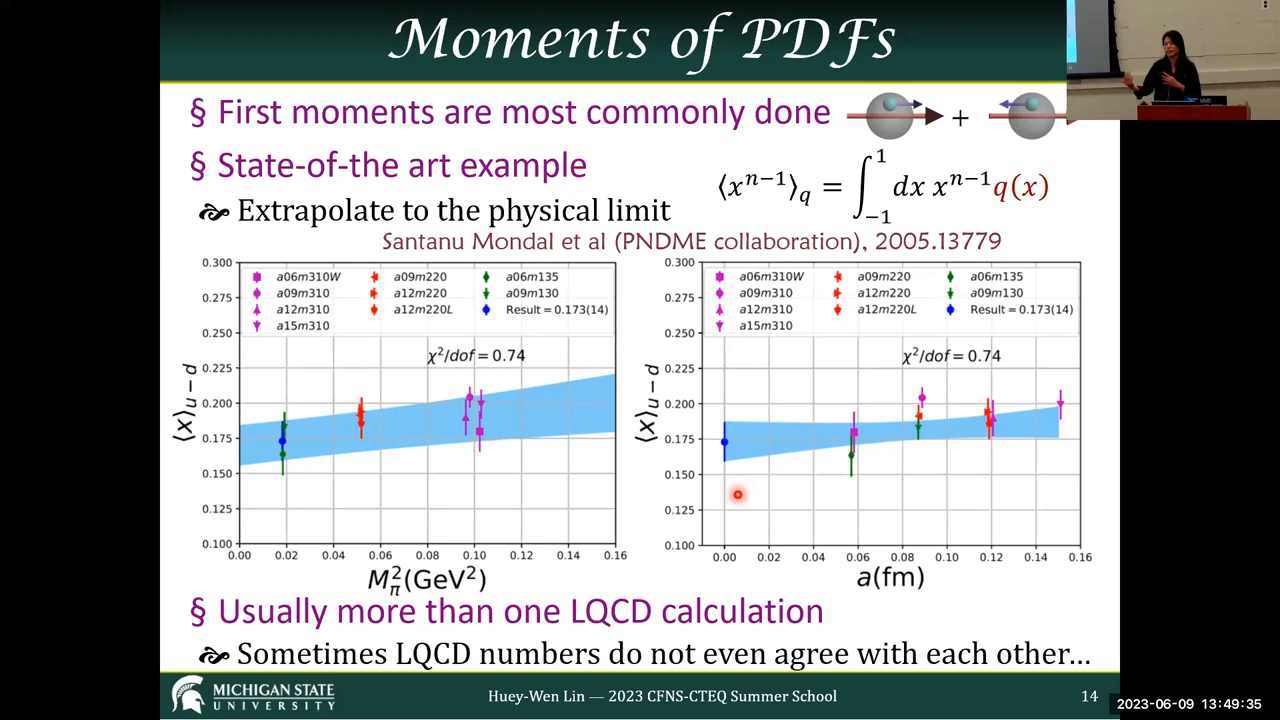 Moments of PDFs
§ First moments are most commonly done
+
§ State-of-the art example
⟨xⁿ⁻¹⟩_q = ∫₋₁¹ dx xⁿ⁻¹q(x)
Extrapolate to the physical limit
Santanu Mondal et al (PNDME collaboration), 2005.13779
a06m310W a09m220 a06m135
a09m310 a12m220 a09m130
a12m310 a12m220L Result = 0.173(14)
a15m310
χ²/dof = 0.74
⟨x⟩_{u−d}
0.300
0.275
0.250
0.225
0.200
0.175
0.150
0.125
0.100
0.00 0.02 0.04 0.06 0.08 0.10 0.12 0.14 0.16
M²_π(GeV²)
a06m310W a09m220 a06m135
a09m310 a12m220 a09m130
a12m310 a12m220L Result = 0.173(14)
a15m310
χ²/dof = 0.74
⟨x⟩_{u−d}
0.300
0.275
0.250
0.225
0.200
0.175
0.150
0.125
0.100
0.00 0.02 0.04 0.06 0.08 0.10 0.12 0.14 0.16
a(fm)
§ Usually more than one LQCD calculation
Sometimes LQCD numbers do not even agree with each other...
MICHIGAN STATE
UNIVERSITY
Huey-Wen Lin — 2023 CFNS-CTEQ Summer School
14
2023-06-09 13:49:35